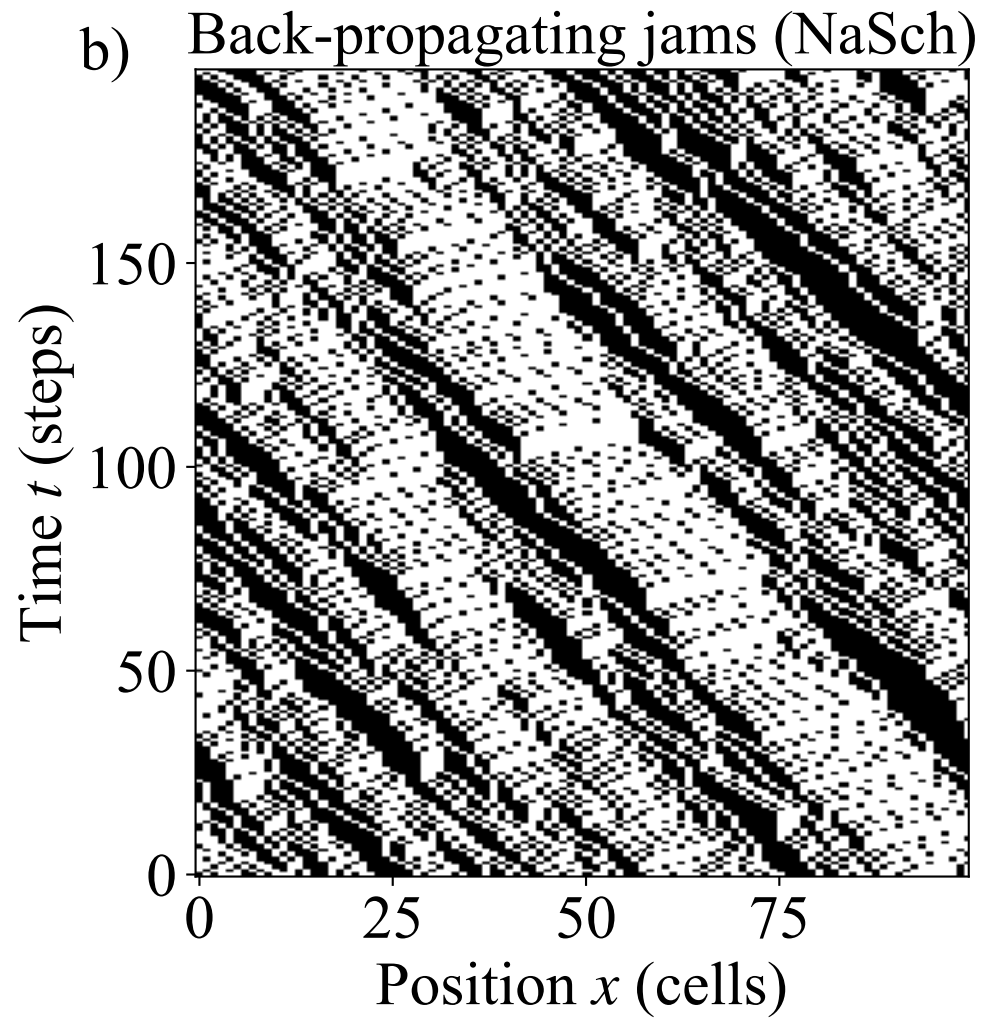 b) Back-propagating jams (NaSch)
Time t (steps)
150
100
50
0
0 25 50 75
Position x (cells)